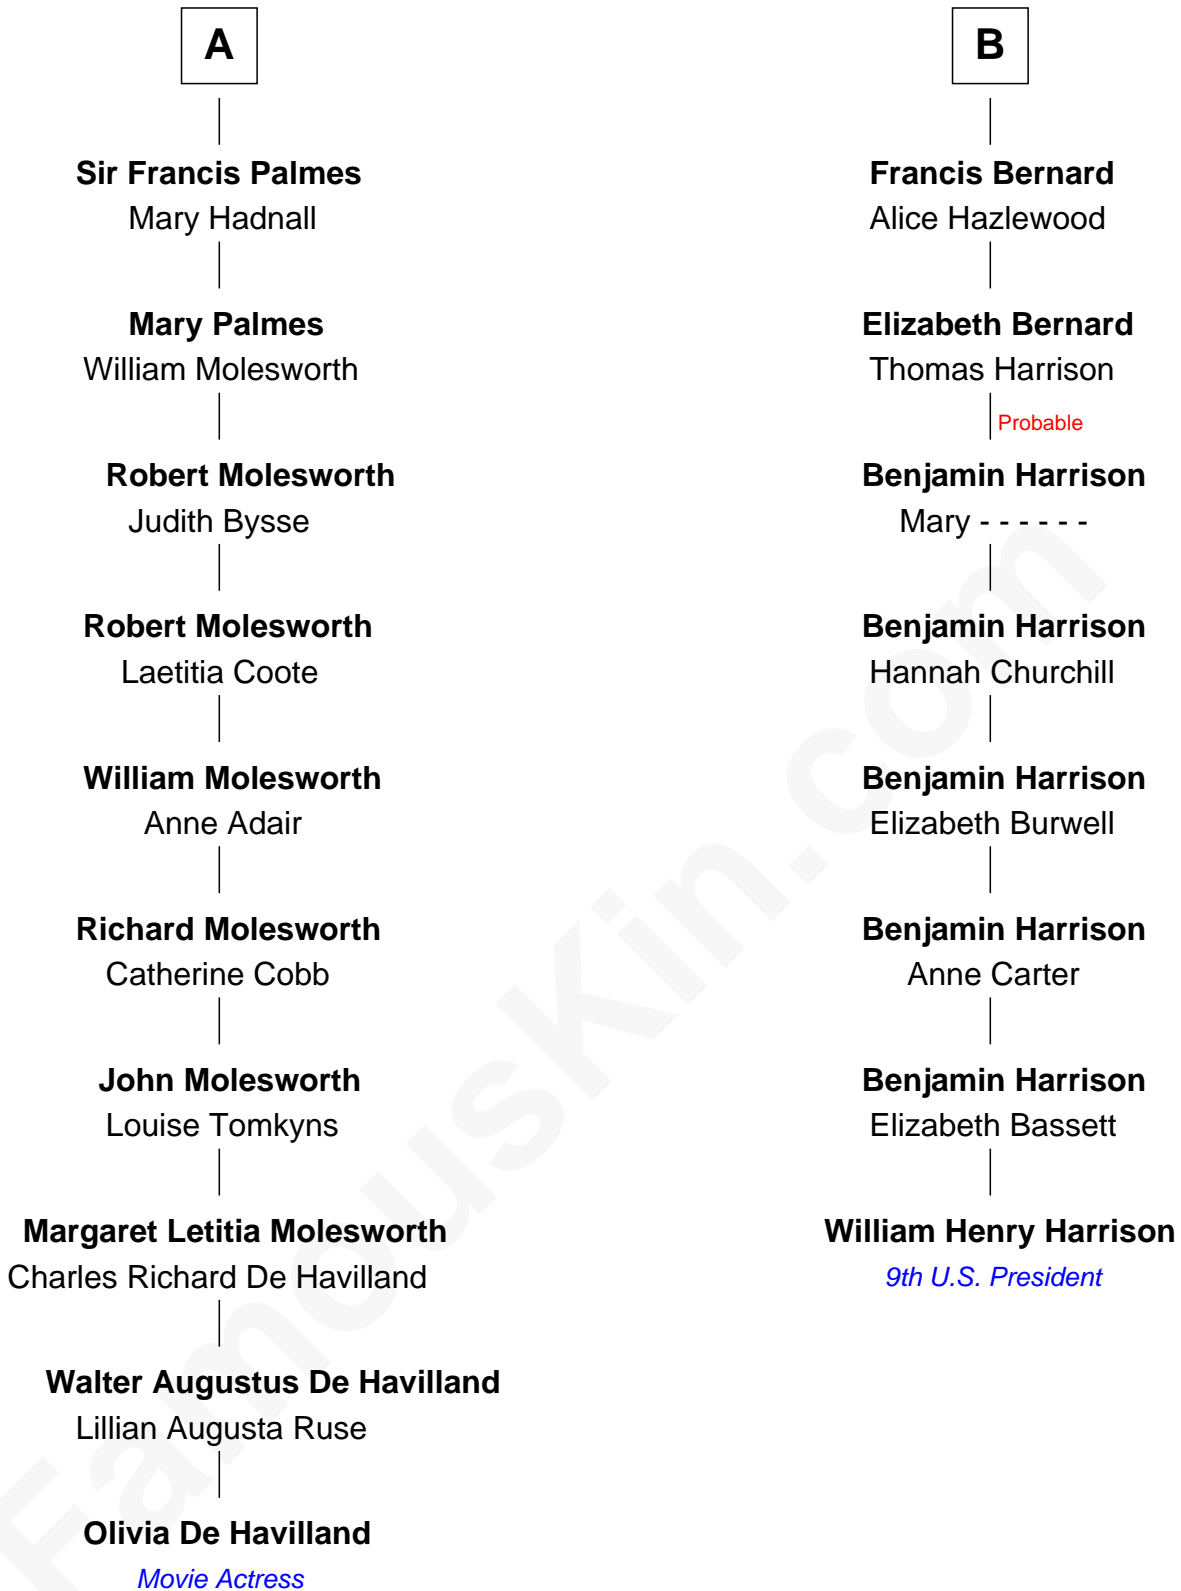 A
Sir Francis Palmes
Mary Hadnall
Mary Palmes
William Molesworth
Robert Molesworth
Judith Bysse
Robert Molesworth
Laetitia Coote
William Molesworth
Anne Adair
Richard Molesworth
Catherine Cobb
John Molesworth
Louise Tomkyns
Margaret Letitia Molesworth
Charles Richard De Havilland
Walter Augustus De Havilland
Lillian Augusta Ruse
Olivia De Havilland
Movie Actress
B
Francis Bernard
Alice Hazlewood
Elizabeth Bernard
Thomas Harrison
Probable
Benjamin Harrison
Mary - - - - - -
Benjamin Harrison
Hannah Churchill
Benjamin Harrison
Elizabeth Burwell
Benjamin Harrison
Anne Carter
Benjamin Harrison
Elizabeth Bassett
William Henry Harrison
9th U.S. President
FamousKin.com